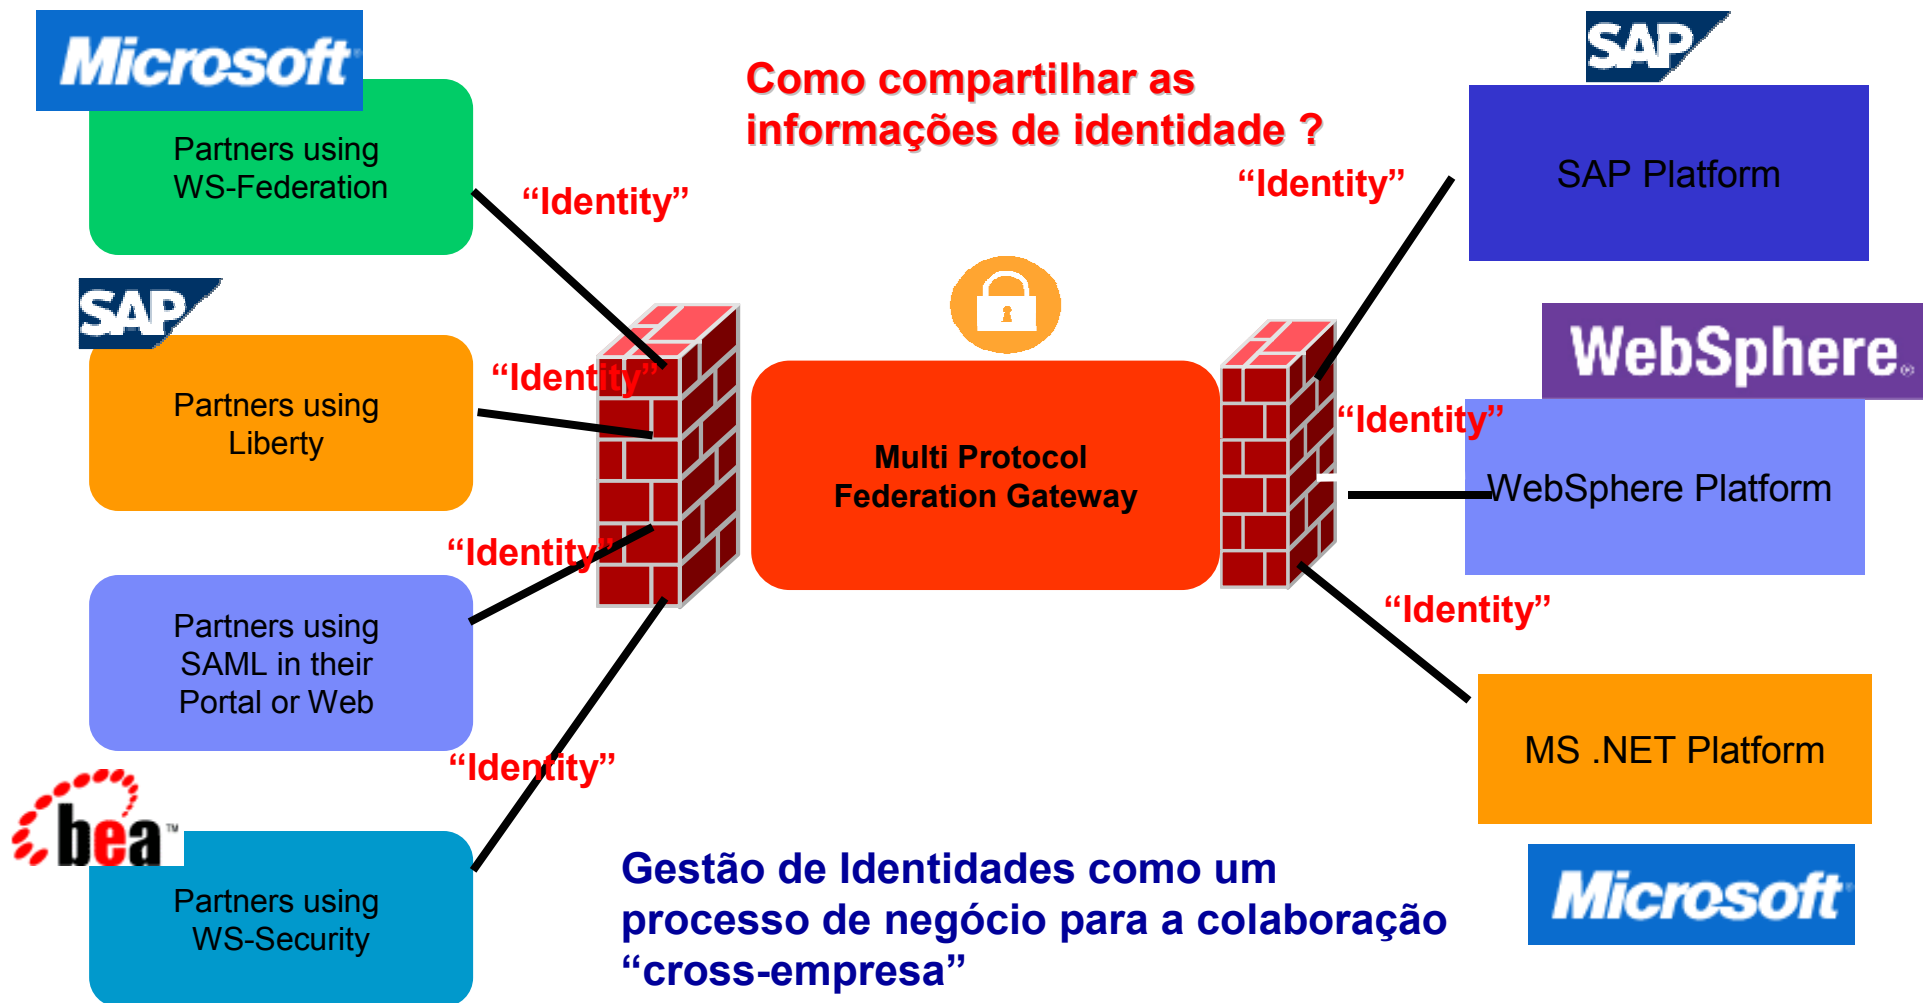 Microsoft
Partners using
WS-Federation
“Identity”
Como compartilhar as
informações de identidade ?
“Identity”
SAP
SAP Platform
SAP
Partners using
Liberty
“Identity”
Multi Protocol
Federation Gateway
“Identity”
WebSphere®
WebSphere Platform
“Identity”
Partners using
SAML in their
Portal or Web
“Identity”
MS .NET Platform
Microsoft
“Identity”
bea™
Partners using
WS-Security
Gestão de Identidades como um
processo de negócio para a colaboração
“cross-empresa”